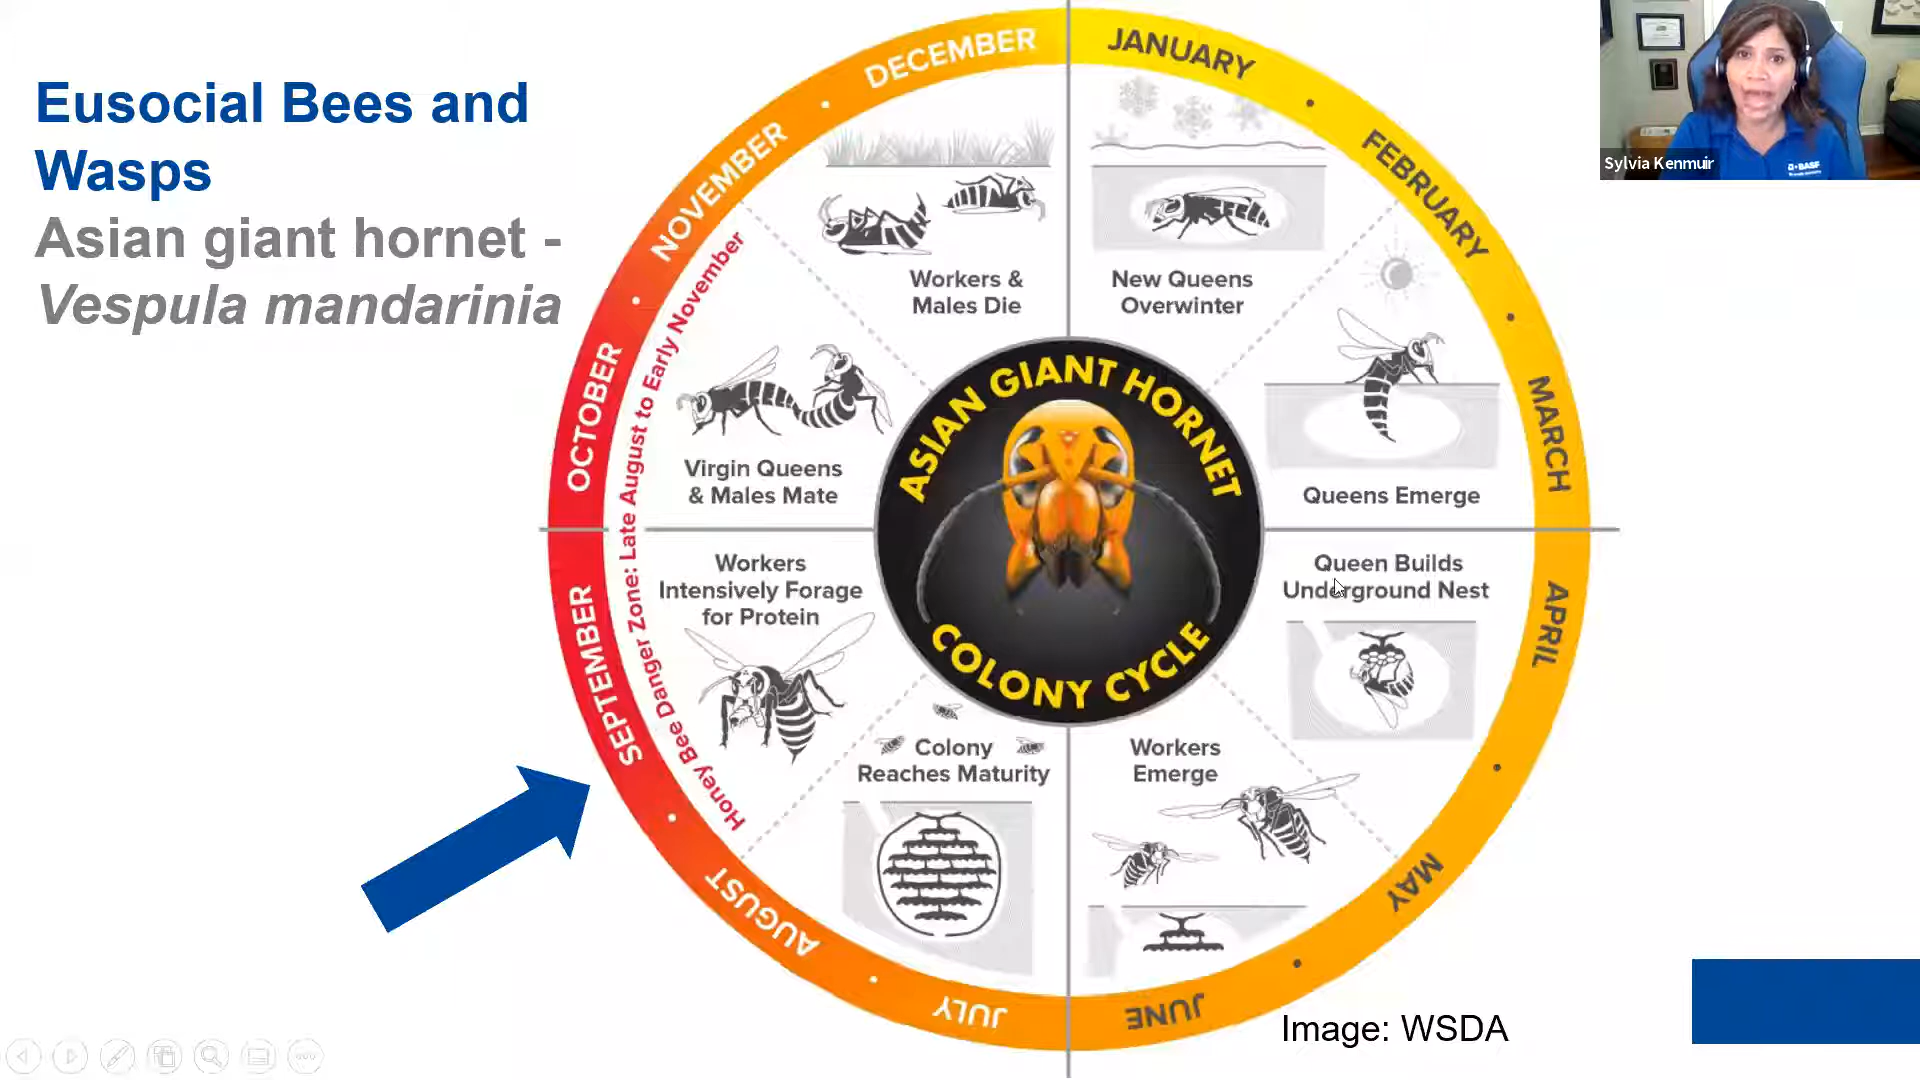 Eusocial Bees and
Wasps
Asian giant hornet -
Vespula mandarinia
JANUARY
FEBRUARY
MARCH
APRIL
MAY
JUNE
JULY
AUGUST
SEPTEMBER
OCTOBER
NOVEMBER
DECEMBER
New Queens
Overwinter
Queens Emerge
Queen Builds
Underground Nest
Workers
Emerge
Colony
Reaches Maturity
Workers
Intensively Forage
for Protein
Virgin Queens
& Males Mate
Workers &
Males Die
Honey Bee Danger Zone: Late August to Early November
ASIAN GIANT HORNET
COLONY CYCLE
Image: WSDA
Sylvia Kenmuir
BASF